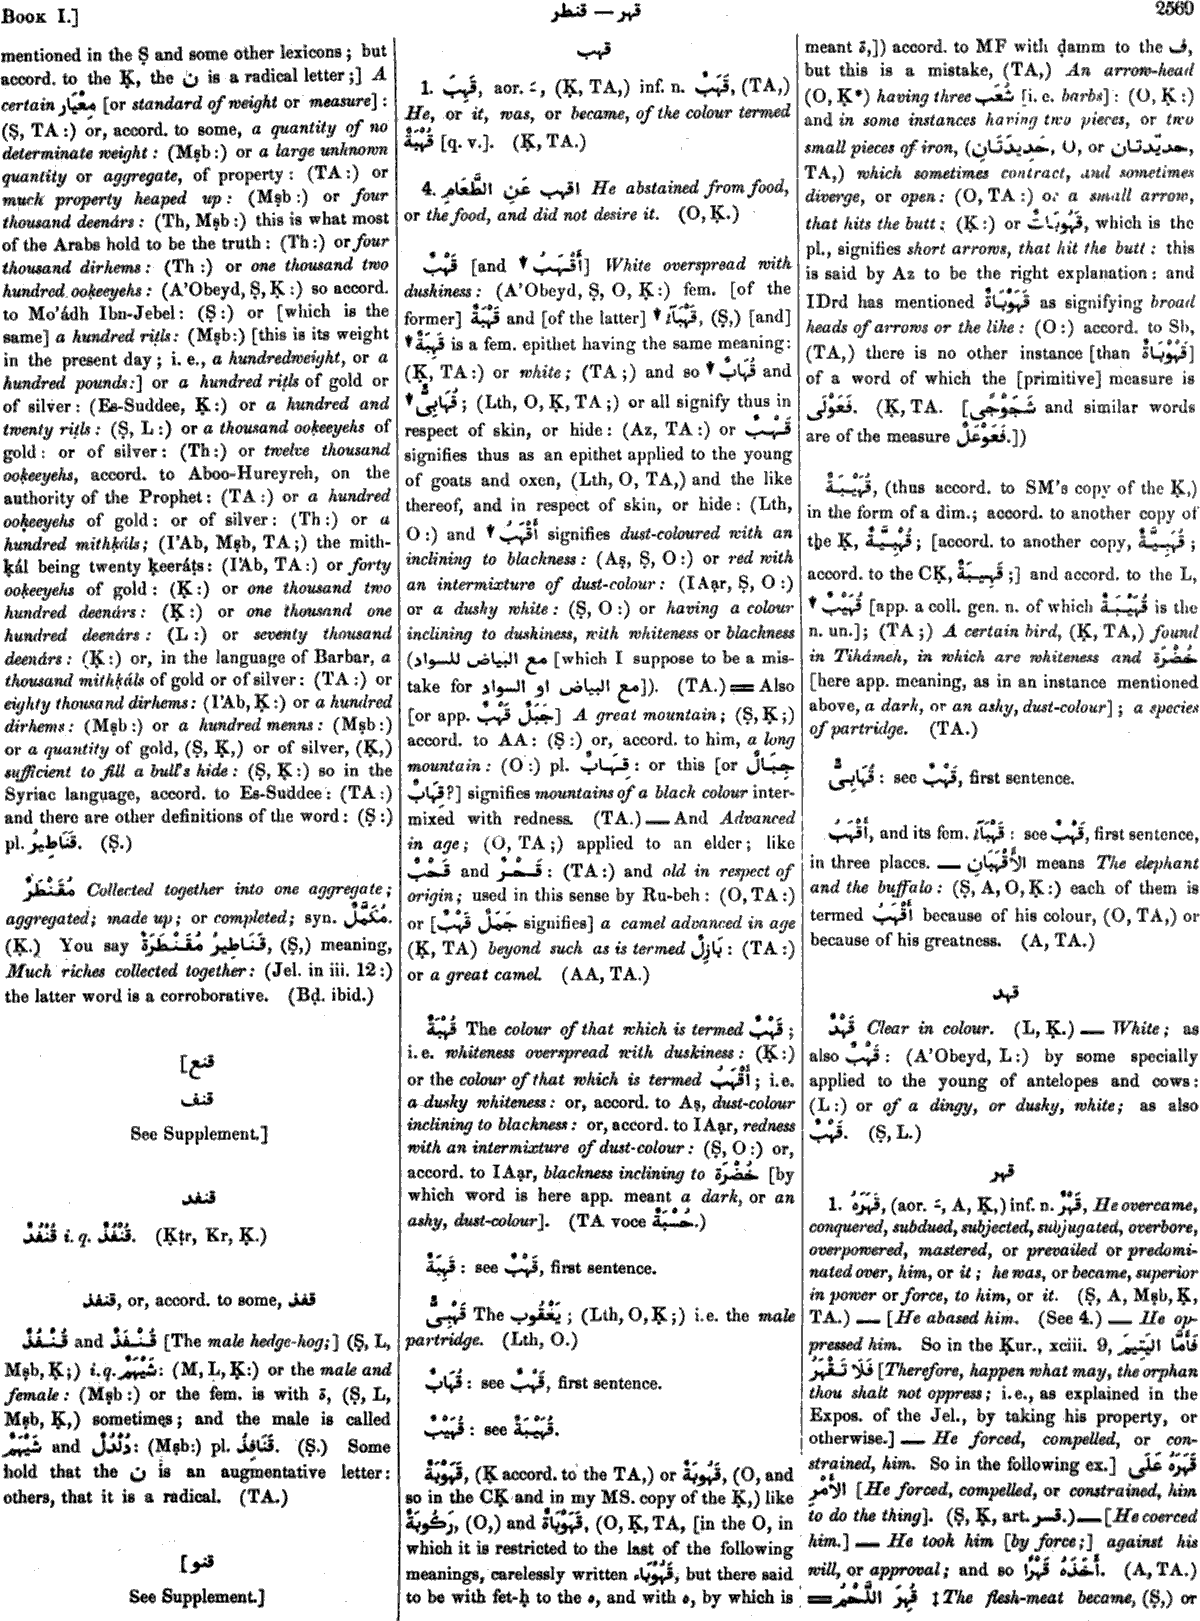 Book I.]
قهر — قنطر
2569
mentioned in the Ṣ and some other lexicons; but
accord. to the Ḳ, the ن is a radical letter;] A
certain مِعْيَار [or standard of weight or measure]:
(Ṣ, TA:) or, accord. to some, a quantity of no
determinate weight: (Mṣb:) or a large unknown
quantity or aggregate, of property: (TA:) or
much property heaped up: (Mṣb:) or four
thousand deenárs: (Th, Mṣb:) this is what most
of the Arabs hold to be the truth: (Th:) or four
thousand dirhems: (Th:) or one thousand two
hundred ooḳeeyehs: (A'Obeyd, Ṣ, Ḳ:) so accord.
to Mo'ádh Ibn-Jebel: (Ṣ:) or [which is the
same] a hundred riṭls: (Mṣb:) [this is its weight
in the present day; i. e., a hundredweight, or a
hundred pounds:] or a hundred riṭls of gold or
of silver: (Es-Suddee, Ḳ:) or a hundred and
twenty riṭls: (Ṣ, L:) or a thousand ooḳeeyehs of
gold: or of silver: (Th:) or twelve thousand
ooḳeeyehs, accord. to Aboo-Hureyreh, on the
authority of the Prophet: (TA:) or a hundred
ooḳeeyehs of gold: or of silver: (Th:) or a
hundred mithḳáls; (I'Ab, Mṣb, TA;) the mith-
ḳál being twenty ḳeeráṭs: (I'Ab, TA:) or forty
ooḳeeyehs of gold: (Ḳ:) or one thousand two
hundred deenárs: (Ḳ:) or one thousand one
hundred deenárs: (L:) or seventy thousand
deenárs: (Ḳ:) or, in the language of Barbar, a
thousand mithḳáls of gold or of silver: (TA:) or
eighty thousand dirhems: (I'Ab, Ḳ:) or a hundred
dirhems: (Mṣb:) or a hundred menns: (Mṣb:)
or a quantity of gold, (Ṣ, Ḳ,) or of silver, (Ḳ,)
sufficient to fill a bull's hide: (Ṣ, Ḳ:) so in the
Syriac language, accord. to Es-Suddee: (TA:)
and there are other definitions of the word: (Ṣ:)
pl. قَنَاطِيرُ. (Ṣ.)
مُقَنْطَرٌ Collected together into one aggregate;
aggregated; made up; or completed; syn. مُكَمَّلٌ.
(Ḳ.) You say قَنَاطِيرُ مُقَنْطَرَةٌ, (Ṣ,) meaning,
Much riches collected together: (Jel. in iii. 12:)
the latter word is a corroborative. (Bḍ. ibid.)
[قنع
قنف
See Supplement.]
قنفد
قُنْفُدٌ i. q. قُنْفُذٌ. (Ḳṭr, Kr, Ḳ.)
قنفذ, or, accord. to some, قفذ
قُنْفُذٌ and قُنْفَذٌ [The male hedge-hog;] (Ṣ, L,
Mṣb, Ḳ;) i. q. شَيْهَمٌ: (M, L, Ḳ:) or the male and
female: (Mṣb:) or the fem. is with ة, (Ṣ, L,
Mṣb, Ḳ,) sometimes; and the male is called
شَيْهَمٌ and دُلْدُلٌ: (Mṣb:) pl. قَنَافِذُ. (Ṣ.) Some
hold that the ن is an augmentative letter:
others, that it is a radical. (TA.)
[قنو
See Supplement.]
قهب
1. قَهِبَ, aor. ـَ, (Ḳ, TA,) inf. n. قَهَبٌ, (TA,)
He, or it, was, or became, of the colour termed
قُهْبَةٌ [q. v.]. (Ḳ, TA.)
4. اقهب عَنِ الطَّعَامِ He abstained from food,
or the food, and did not desire it. (O, Ḳ.)
قَهْبٌ [and ▼ أَقْهَبُ] White overspread with
duskiness: (A'Obeyd, Ṣ, O, Ḳ:) fem. [of the
former] قَهْبَةٌ and [of the latter] ▼ قَهْبَآءُ, (Ṣ,) [and]
▼ قَهِبَةٌ is a fem. epithet having the same meaning:
(Ḳ, TA:) or white; (TA;) and so ▼ قُهَابٌ and
▼ قُهَابِىٌّ; (Lth, O, Ḳ, TA;) or all signify thus in
respect of skin, or hide: (Az, TA:) or قَهْبٌ
signifies thus as an epithet applied to the young
of goats and oxen, (Lth, O, TA,) and the like
thereof, and in respect of skin, or hide: (Lth,
O:) and ▼ أَقْهَبُ signifies dust-coloured with an
inclining to blackness: (Aṣ, Ṣ, O:) or red with
an intermixture of dust-colour: (IAạr, Ṣ, O:)
or a dusky white: (Ṣ, O:) or having a colour
inclining to duskiness, with whiteness or blackness
(مع البياض للسواد [which I suppose to be a mis-
take for مع البياض او السواد]). (TA.) ═ Also
[or app. جَبَلٌ قَهْبٌ] A great mountain; (Ṣ, Ḳ;)
accord. to AA: (Ṣ:) or, accord. to him, a long
mountain: (O:) pl. قِهَابٌ: or this [or جِبَالٌ
قِهَابٌ?] signifies mountains of a black colour inter-
mixed with redness. (TA.) — And Advanced
in age; (O, TA;) applied to an elder; like
قَحْبٌ and قَحْرٌ: (TA:) and old in respect of
origin; used in this sense by Ru-beh: (O, TA:)
or [جَمَلٌ قَهْبٌ signifies] a camel advanced in age
(Ḳ, TA) beyond such as is termed بَازِلٌ: (TA:)
or a great camel. (AA, TA.)
قُهْبَةٌ The colour of that which is termed قَهْبٌ;
i. e. whiteness overspread with duskiness: (Ḳ:)
or the colour of that which is termed أَقْهَبُ; i. e.
a dusky whiteness: or, accord. to Aṣ, dust-colour
inclining to blackness: or, accord. to IAạr, redness
with an intermixture of dust-colour: (Ṣ, O:) or,
accord. to IAạr, blackness inclining to خُضْرَة [by
which word is here app. meant a dark, or an
ashy, dust-colour]. (TA voce حُسْبَةٌ.)
قَهِبَةٌ: see قَهْبٌ, first sentence.
قَهْبِىٌّ The يَعْقُوب; (Lth, O, Ḳ;) i. e. the male
partridge. (Lth, O.)
قُهَابٌ: see قَهْبٌ, first sentence.
قُهَيْبٌ: see قُهَيْبَةٌ.
قَهُوبَةٌ, (Ḳ accord. to the TA,) or قَهُوبَةٌ, (O, and
so in the CḲ and in my MS. copy of the Ḳ,) like
رَكُوبَةٌ, (O,) and قَهَوْبَاةٌ, (O, Ḳ, TA, [in the O, in
which it is restricted to the last of the following
meanings, carelessly written قَهُوبَاء, but there said
to be with fet-ḥ to the ه, and with ه, by which is
meant ة,]) accord. to MF with ḍamm to the ف,
but this is a mistake, (TA,) An arrow-head
(O, Ḳ*) having three شُعَب [i. e. barbs]: (O, Ḳ:)
and in some instances having two pieces, or two
small pieces of iron, (حَدِيدَتَانِ, O, or حديّدتان,
TA,) which sometimes contract, and sometimes
diverge, or open: (O, TA:) or a small arrow,
that hits the butt: (Ḳ:) or قَهُوبَاتٌ, which is the
pl., signifies short arrows, that hit the butt: this
is said by Az to be the right explanation: and
IDrd has mentioned قَهَوْبَاةٌ as signifying broad
heads of arrows or the like: (O:) accord. to Sb,
(TA,) there is no other instance [than قَهَوْبَاةٌ]
of a word of which the [primitive] measure is
فَعَوْلَى. (Ḳ, TA. [شَجَوْجًى and similar words
are of the measure فَعَوْعَلٌ.])
قُهَيْبَةٌ, (thus accord. to SM's copy of the Ḳ,)
in the form of a dim.; accord. to another copy of
the Ḳ, قُهْبِيَّةٌ; [accord. to another copy, قُهَبِيَّةٌ;
accord. to the CḲ, قَهِيبَةٌ;] and accord. to the L,
▼ قُهَيْبٌ [app. a coll. gen. n. of which قُهَيْبَةٌ is the
n. un.]; (TA;) A certain bird, (Ḳ, TA,) found
in Tihámeh, in which are whiteness and خُضْرَة
[here app. meaning, as in an instance mentioned
above, a dark, or an ashy, dust-colour]; a species
of partridge. (TA.)
قُهَابِىٌّ: see قَهْبٌ, first sentence.
أَقْهَبُ, and its fem. قَهْبَآءُ: see قَهْبٌ, first sentence,
in three places. — الأَقْهَبَانِ means The elephant
and the buffalo: (Ṣ, A, O, Ḳ:) each of them is
termed أَقْهَبُ because of his colour, (O, TA,) or
because of his greatness. (A, TA.)
قهد
قَهْدٌ Clear in colour. (L, Ḳ.) — White; as
also قَهْبٌ: (A'Obeyd, L:) by some specially
applied to the young of antelopes and cows:
(L:) or of a dingy, or dusky, white; as also
قَهْبٌ. (Ṣ, L.)
قهر
1. قَهَرَهُ, (aor. ـَ, A, Ḳ,) inf. n. قَهْرٌ, He overcame,
conquered, subdued, subjected, subjugated, overbore,
overpowered, mastered, or prevailed or predomi-
nated over, him, or it; he was, or became, superior
in power or force, to him, or it. (Ṣ, A, Mṣb, Ḳ,
TA.) — [He abased him. (See 4.) — He op-
pressed him. So in the Ḳur., xciii. 9, فَأَمَّا الْيَتِيمَ
فَلَا تَقْهَرْ [Therefore, happen what may, the orphan
thou shalt not oppress; i. e., as explained in the
Expos. of the Jel., by taking his property, or
otherwise.] — He forced, compelled, or con-
strained, him. So in the following ex.] قَهَرَهُ عَلَى
الأَمْرِ [He forced, compelled, or constrained, him
to do the thing]. (Ṣ, Ḳ, art. قسر.) — [He coerced
him.] — He took him [by force;] against his
will, or approval; and so أَخَذَهُ قَهْرًا. (A, TA.)
═ قُهِرَ اللَّحْمُ ‡ The flesh-meat became, (Ṣ,) or